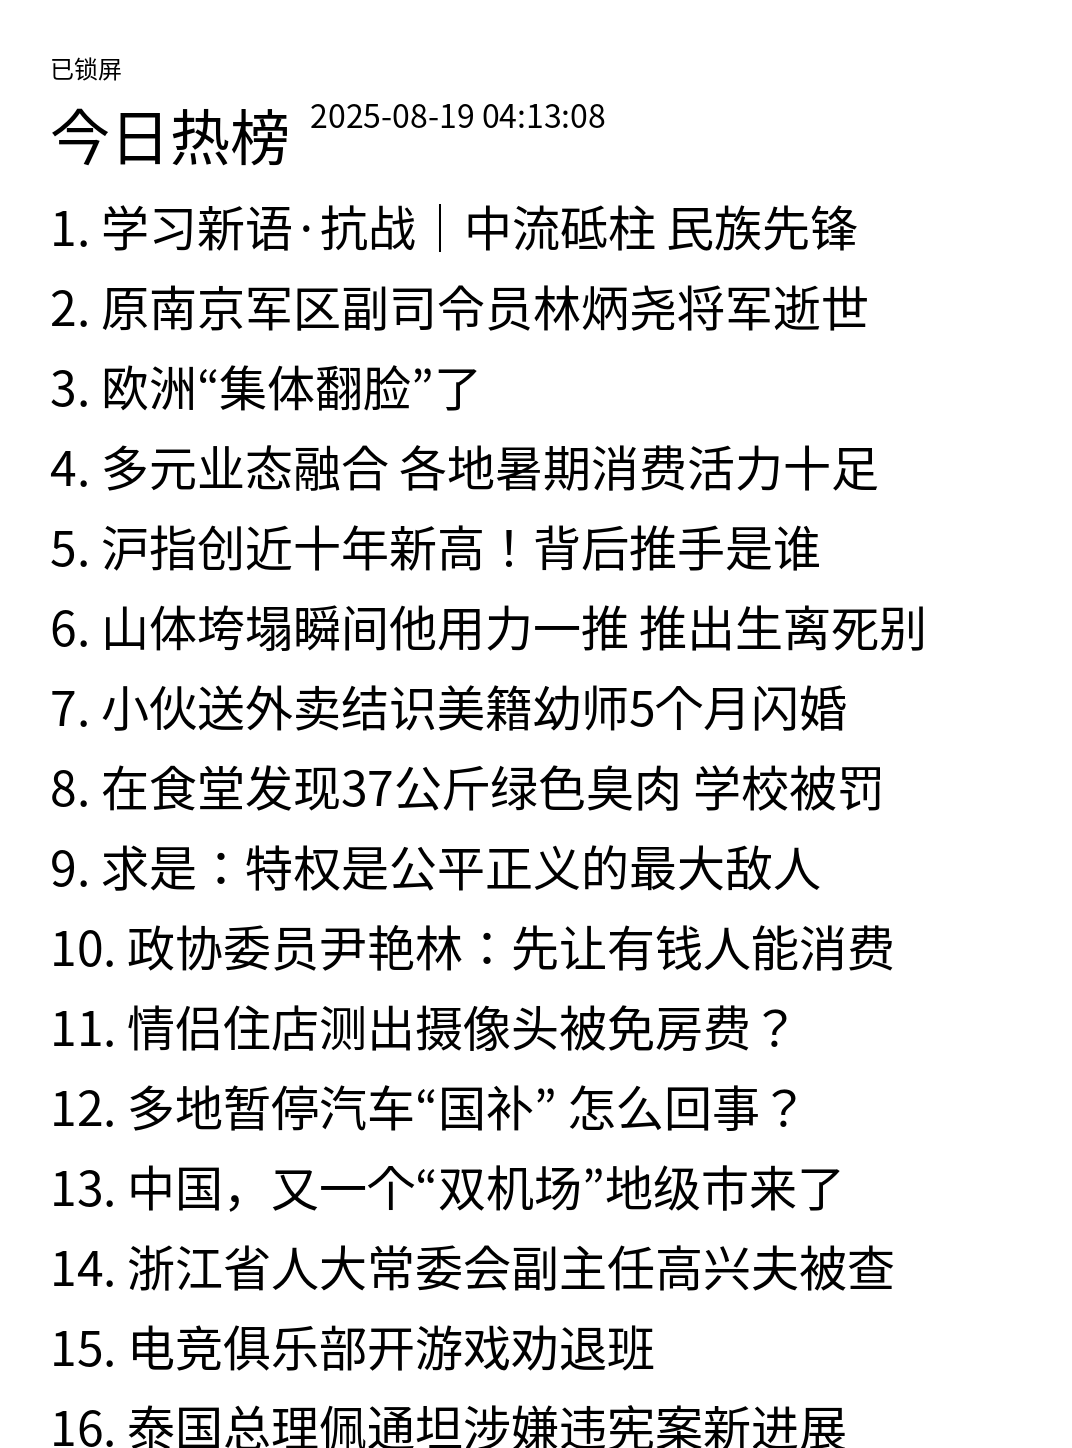 已锁屏
今日热榜 2025-08-19 04:13:08
1. 学习新语·抗战｜中流砥柱 民族先锋
2. 原南京军区副司令员林炳尧将军逝世
3. 欧洲“集体翻脸”了
4. 多元业态融合 各地暑期消费活力十足
5. 沪指创近十年新高！背后推手是谁
6. 山体垮塌瞬间他用力一推 推出生离死别
7. 小伙送外卖结识美籍幼师5个月闪婚
8. 在食堂发现37公斤绿色臭肉 学校被罚
9. 求是：特权是公平正义的最大敌人
10. 政协委员尹艳林：先让有钱人能消费
11. 情侣住店测出摄像头被免房费？
12. 多地暂停汽车“国补” 怎么回事？
13. 中国，又一个“双机场”地级市来了
14. 浙江省人大常委会副主任高兴夫被查
15. 电竞俱乐部开游戏劝退班
16. 泰国总理佩通坦涉嫌违宪案新进展